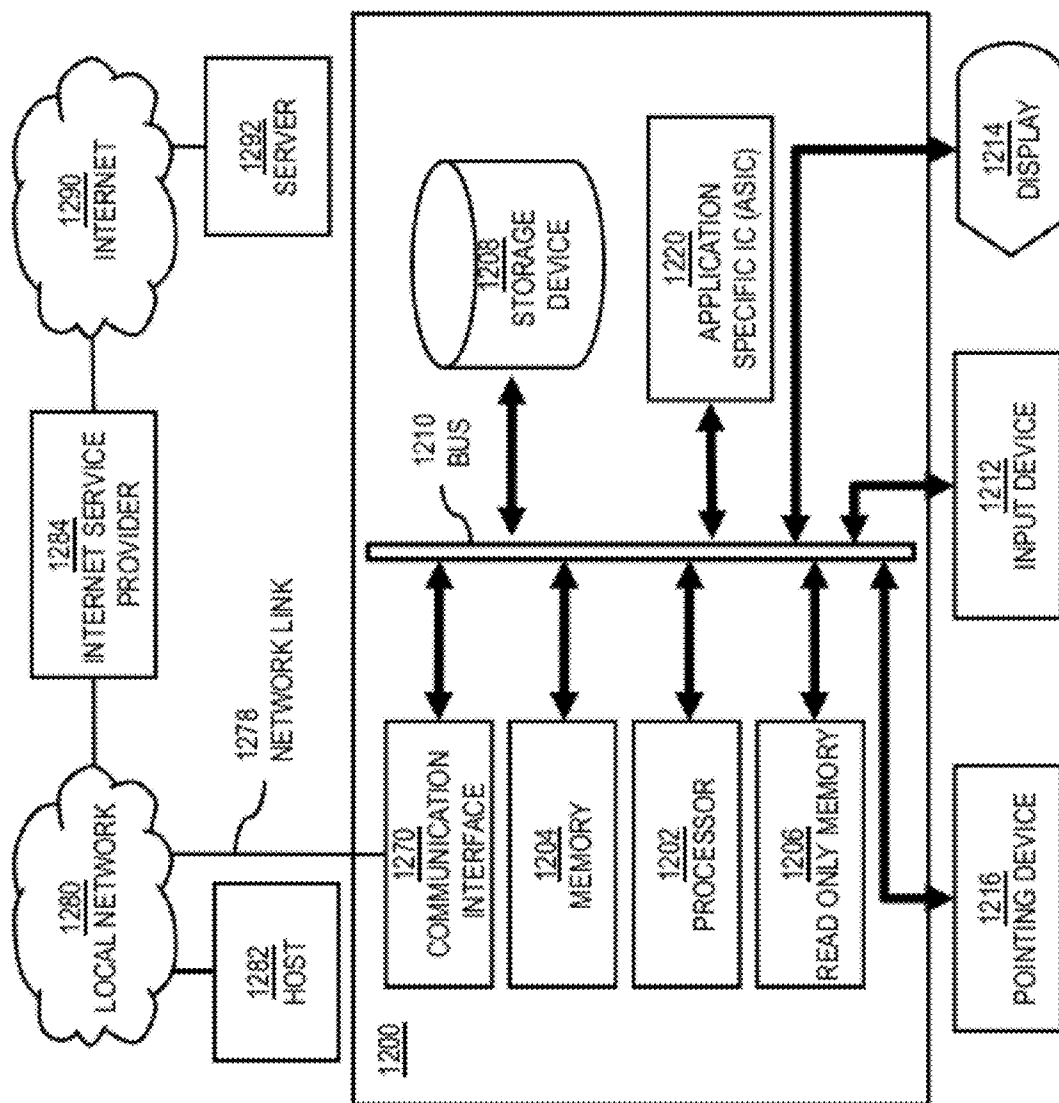 1280
LOCAL NETWORK
1284
INTERNET SERVICE
PROVIDER
1290
INTERNET
1282
HOST
1278
NETWORK LINK
1292
SERVER
1200
1270
COMMUNICATION
INTERFACE
1210
BUS
1208
STORAGE
DEVICE
1204
MEMORY
1202
PROCESSOR
1220
APPLICATION
SPECIFIC IC (ASIC)
1206
READ ONLY MEMORY
1216
POINTING DEVICE
1212
INPUT DEVICE
1214
DISPLAY